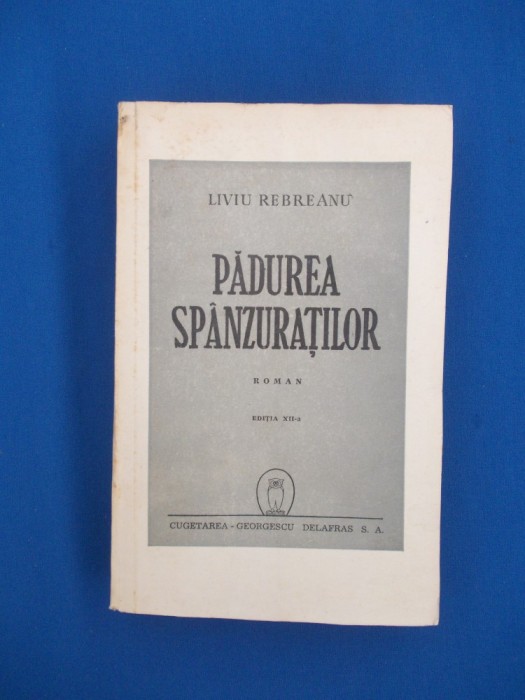 LIVIU REBREANU
PĂDUREA
SPÂNZURAȚILOR
ROMAN
EDIȚIA XII-a
CUGETAREA - GEORGESCU DELAFRAS S. A.